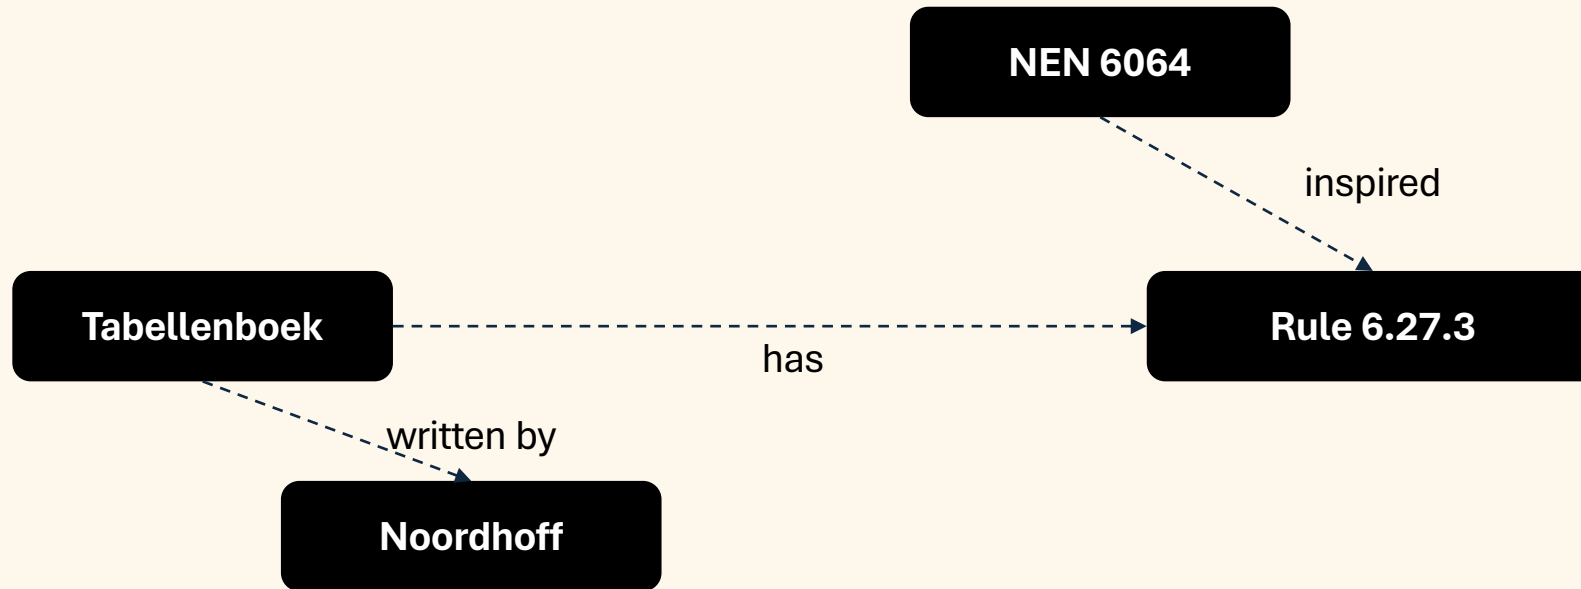 NEN 6064
inspired
Tabellenboek
has
Rule 6.27.3
written by
Noordhoff